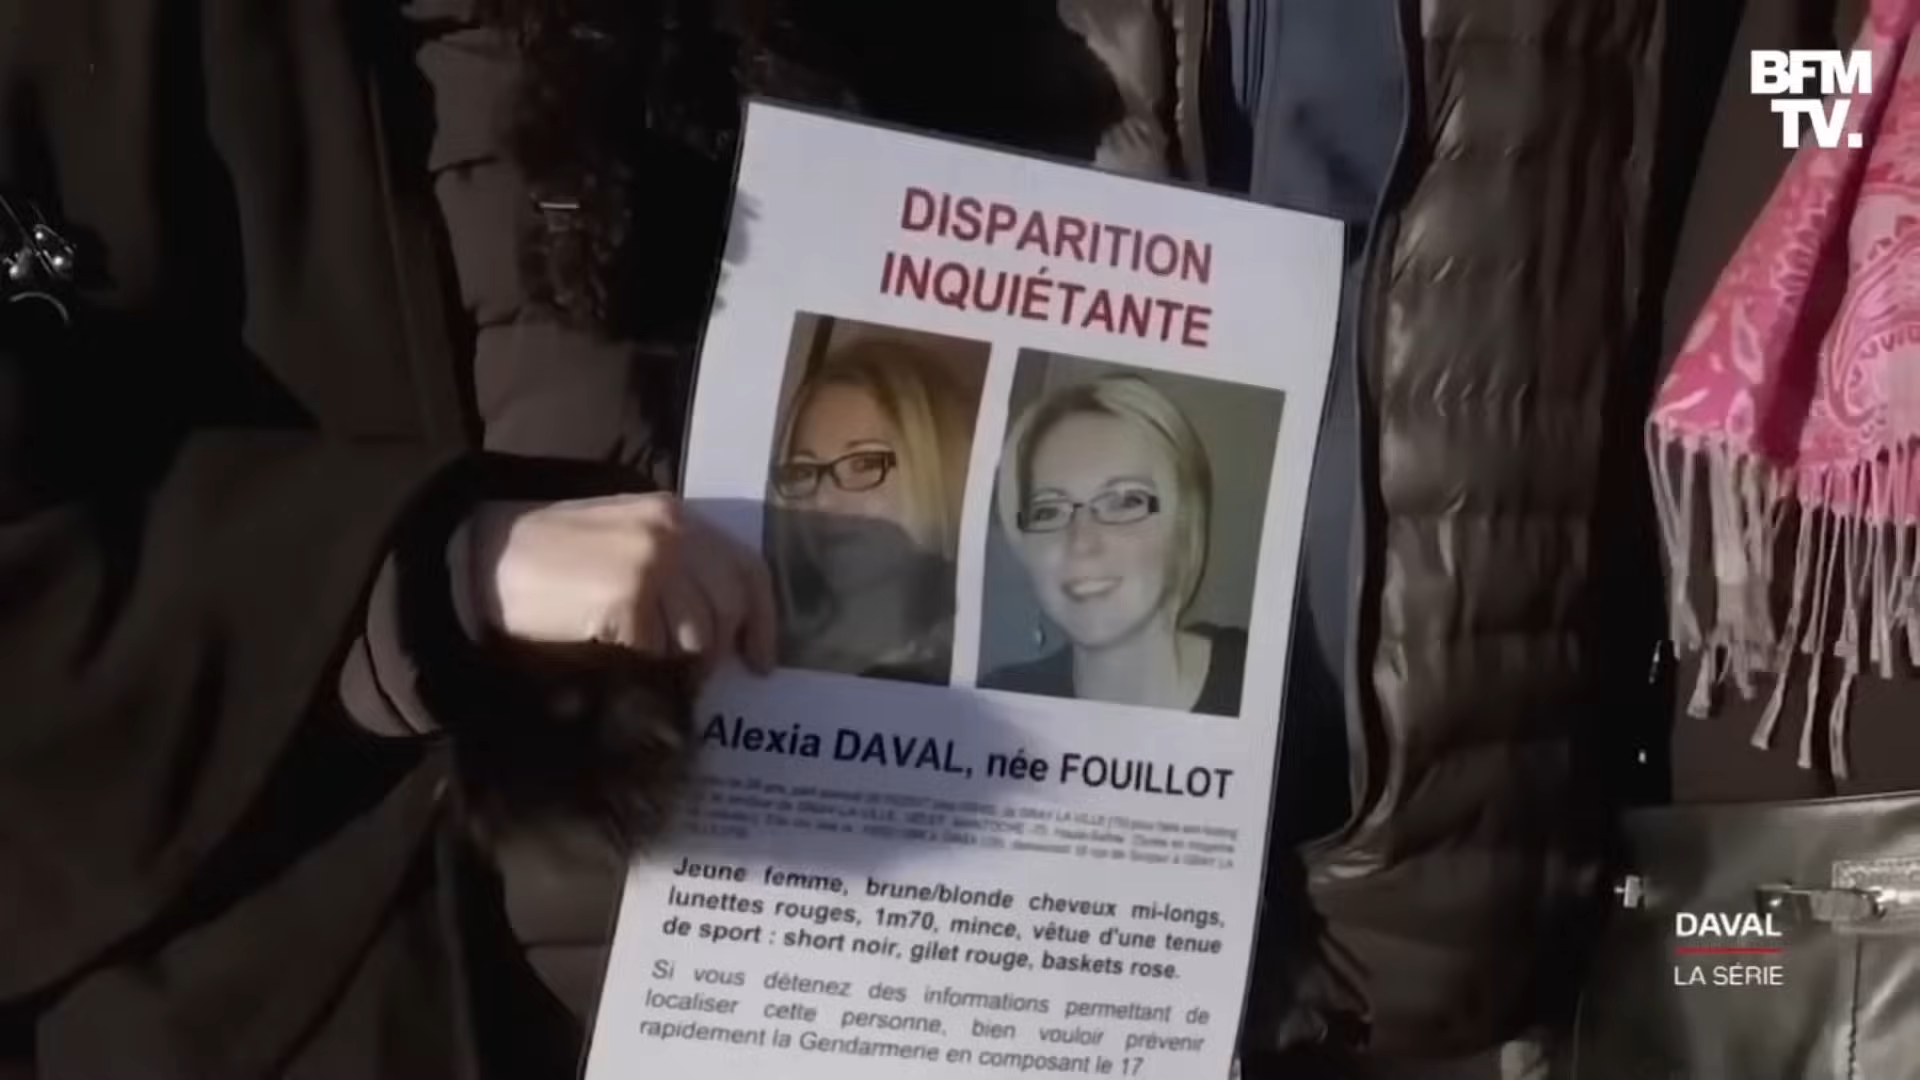 BFM
TV.
DISPARITION
INQUIÉTANTE
Alexia DAVAL, née FOUILLOT
Jeune femme, brune/blonde cheveux mi-longs,
lunettes rouges, 1m70, mince, vêtue d'une tenue
de sport : short noir, gilet rouge, baskets rose.
Si vous détenez des informations permettant de
localiser cette personne, bien vouloir prévenir
rapidement la Gendarmerie en composant le 17
DAVAL
LA SÉRIE